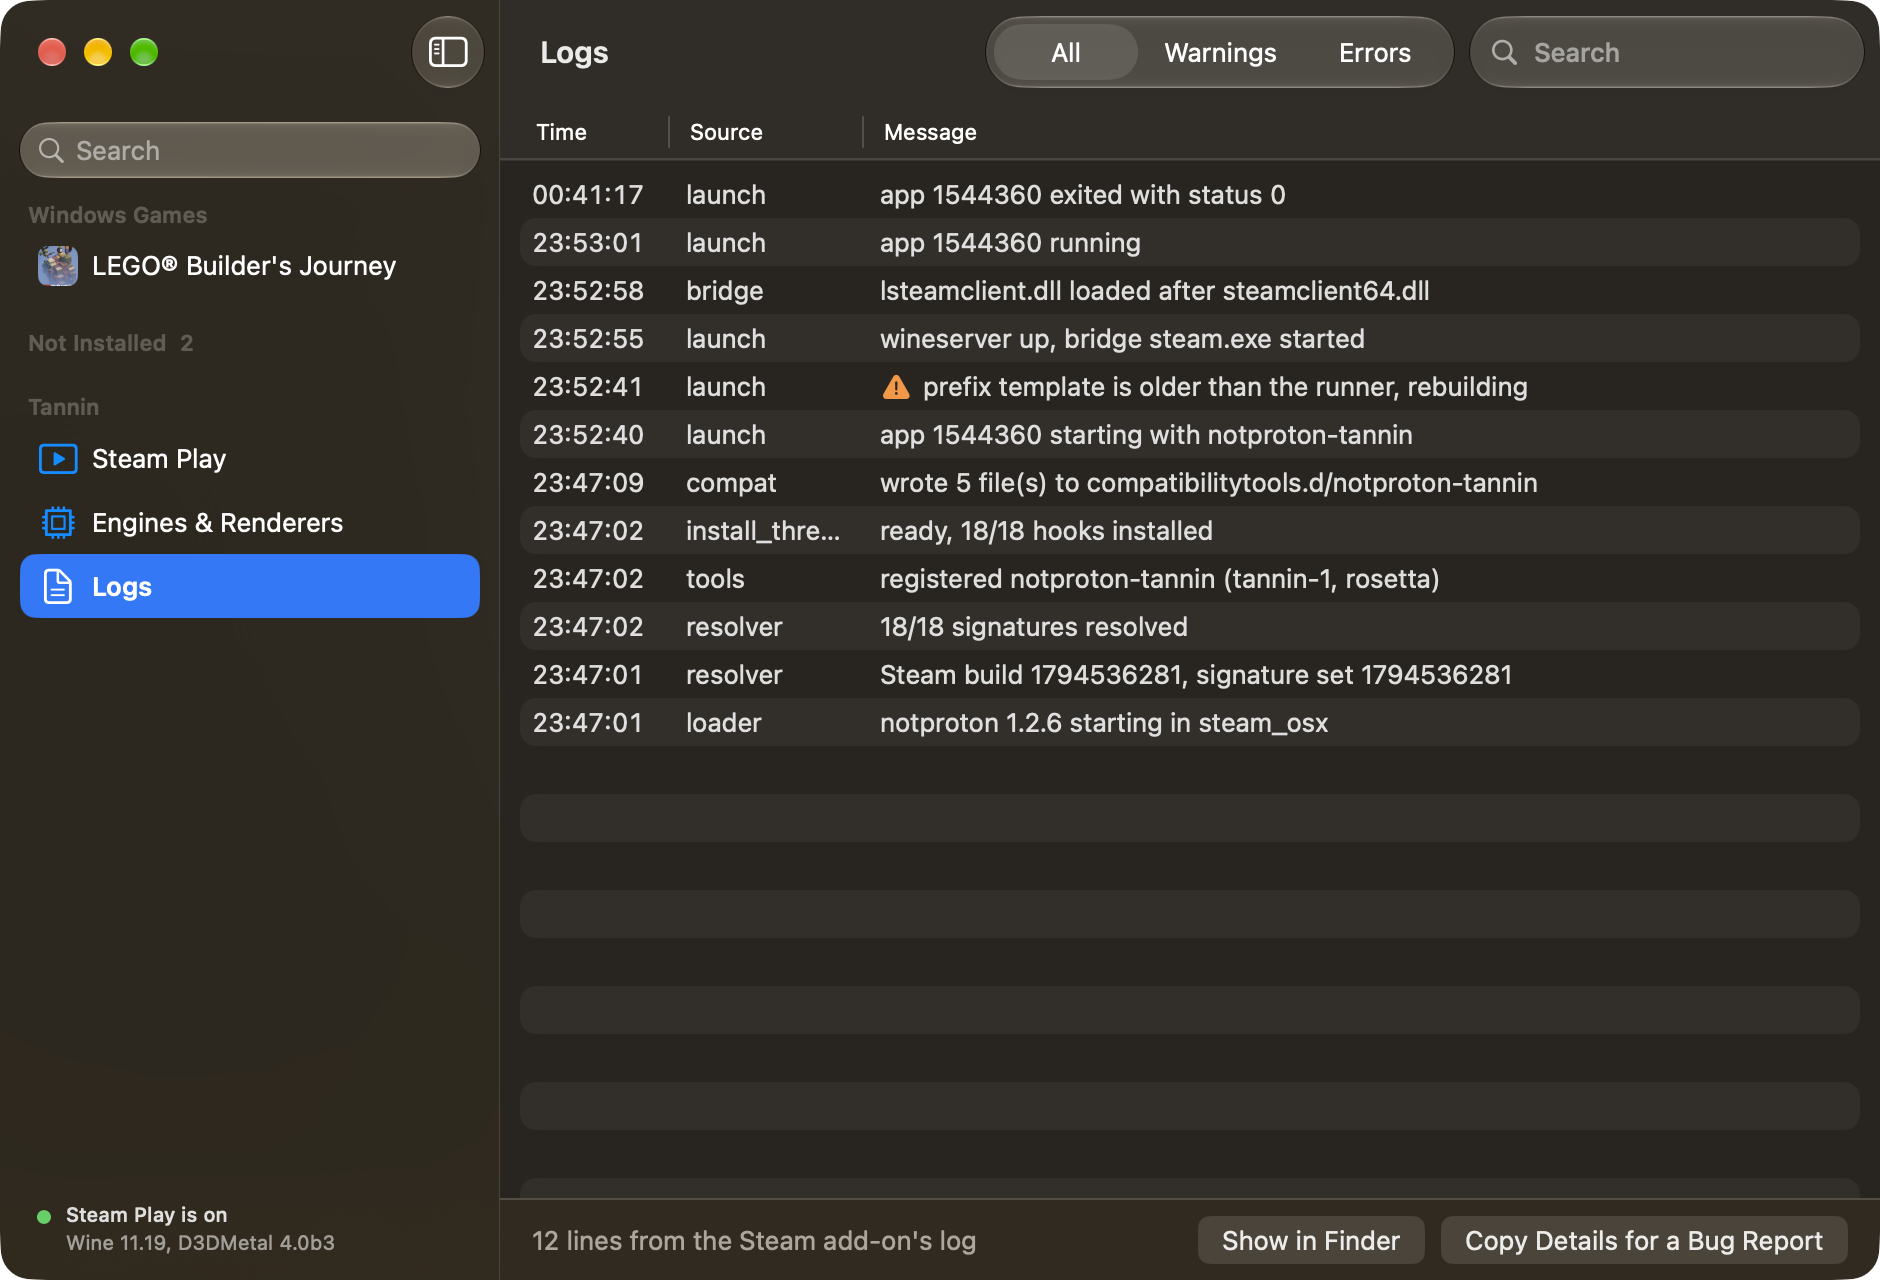 Search
Windows Games
LEGO® Builder's Journey
Not Installed 2
Tannin
Steam Play
Engines & Renderers
Logs
Steam Play is on
Wine 11.19, D3DMetal 4.0b3
Logs
All Warnings Errors
Search
Time Source Message
00:41:17 launch app 1544360 exited with status 0
23:53:01 launch app 1544360 running
23:52:58 bridge lsteamclient.dll loaded after steamclient64.dll
23:52:55 launch wineserver up, bridge steam.exe started
23:52:41 launch prefix template is older than the runner, rebuilding
23:52:40 launch app 1544360 starting with notproton-tannin
23:47:09 compat wrote 5 file(s) to compatibilitytools.d/notproton-tannin
23:47:02 install_thre... ready, 18/18 hooks installed
23:47:02 tools registered notproton-tannin (tannin-1, rosetta)
23:47:02 resolver 18/18 signatures resolved
23:47:01 resolver Steam build 1794536281, signature set 1794536281
23:47:01 loader notproton 1.2.6 starting in steam_osx
12 lines from the Steam add-on's log
Show in Finder
Copy Details for a Bug Report